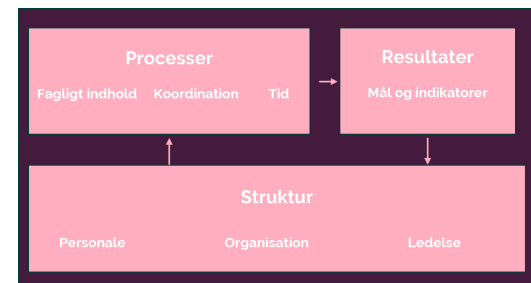 Processer
Fagligt indhold Koordination Tid
Resultater
Mål og indikatorer
Struktur
Personale Organisation Ledelse